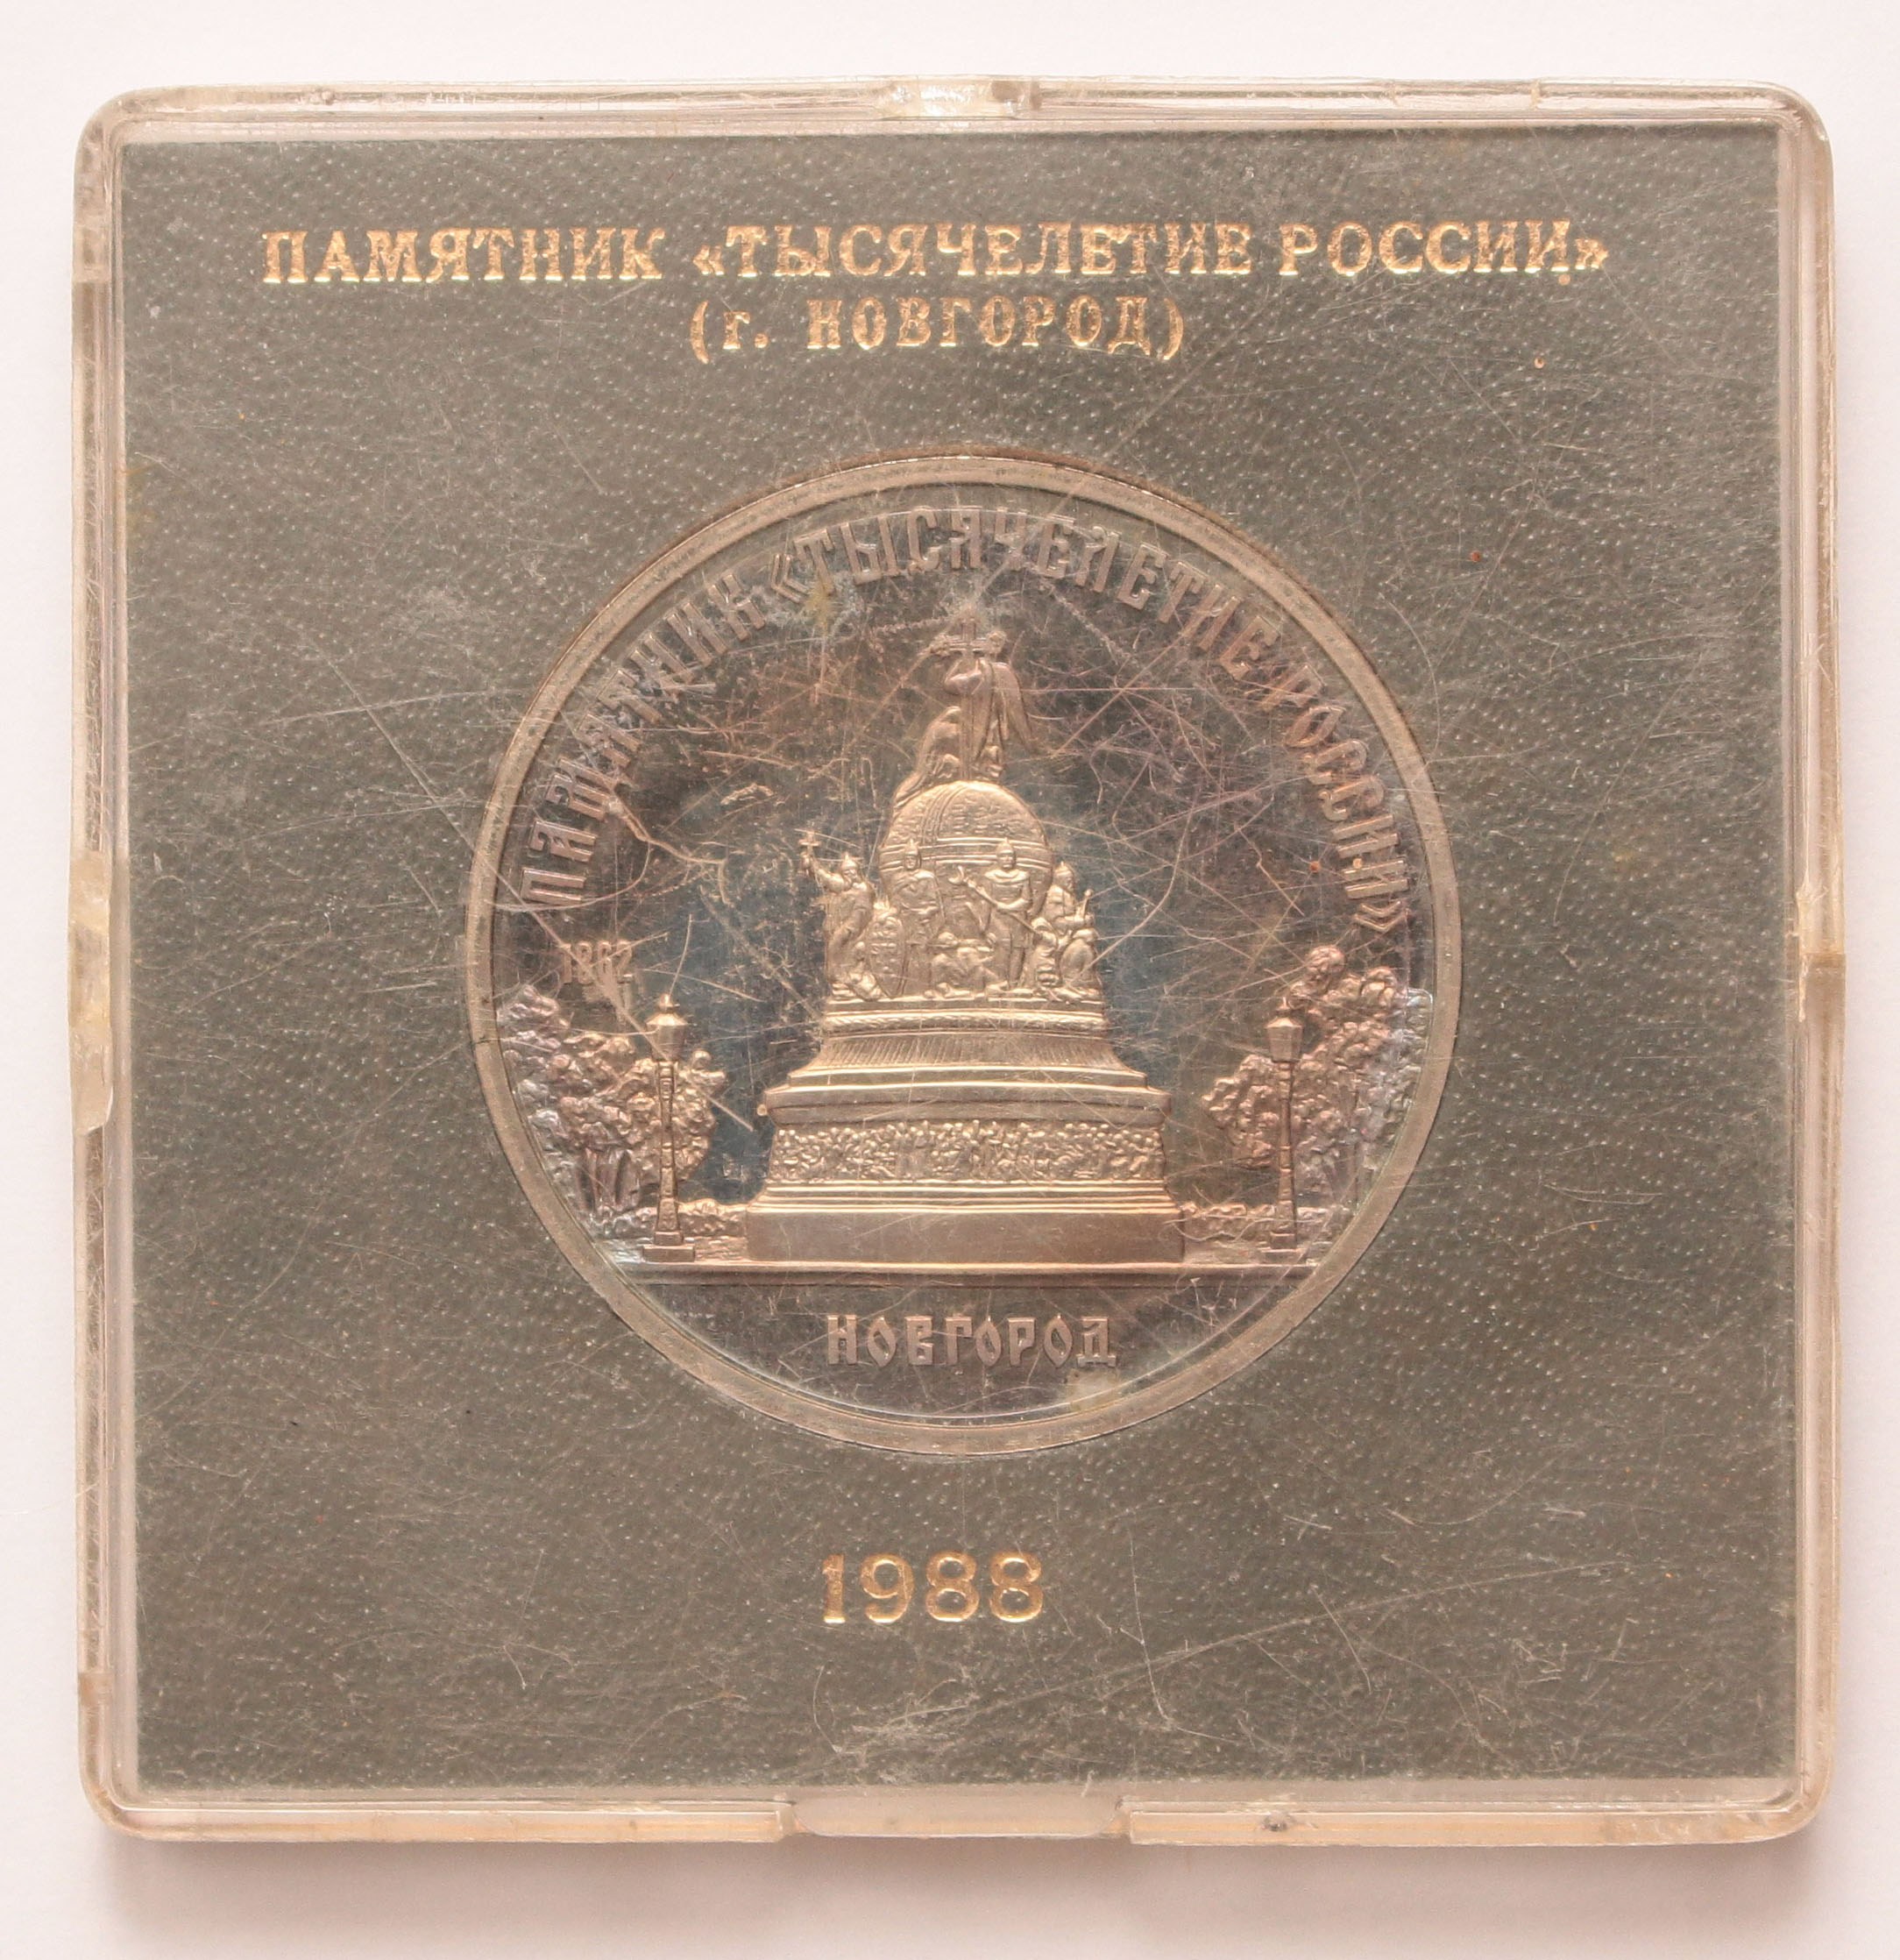 ПАМЯТНИК «ТЫСЯЧЕЛЕТИЕ РОССИИ»
(г. НОВГОРОД)
ПАМЯТНИК «ТЫСЯЧЕЛЕТИЕ РОССИИ»
1862
НОВГОРОД
1988